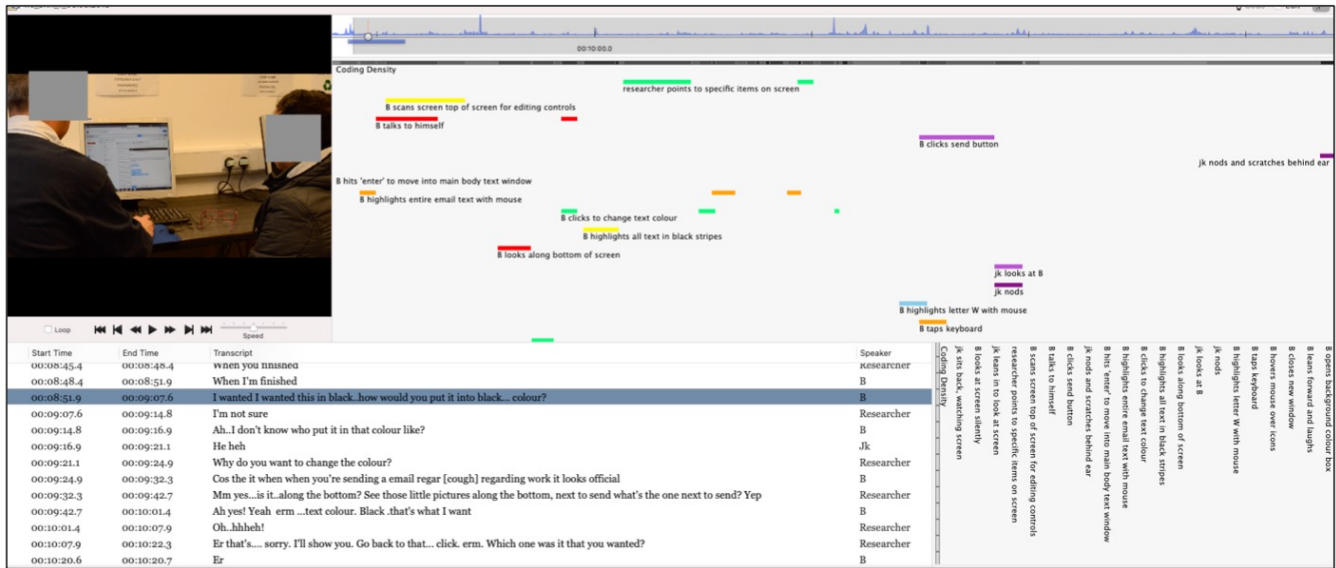 00:10:00.0
Coding Density
researcher points to specific items on screen
B scans screen top of screen for editing controls
B talks to himself
B clicks send button
jk nods and scratches behind ear
B hits 'enter' to move into main body text window
B highlights entire email text with mouse
B clicks to change text colour
B highlights all text in black stripes
B looks along bottom of screen
jk looks at B
jk nods
B highlights letter W with mouse
B taps keyboard
Loop
Speed
Start Time End Time Transcript Speaker
00:08:45.4 00:08:48.4 When you finished Researcher
00:08:48.4 00:08:51.9 When I'm finished B
00:08:51.9 00:09:07.6 I wanted I wanted this in black..how would you put it into black... colour? B
00:09:07.6 00:09:14.8 I'm not sure Researcher
00:09:14.8 00:09:16.9 Ah..I don't know who put it in that colour like? B
00:09:16.9 00:09:21.1 He heh Jk
00:09:21.1 00:09:24.9 Why do you want to change the colour? Researcher
00:09:24.9 00:09:32.3 Cos the it when when you're sending a email regar [cough] regarding work it looks official B
00:09:32.3 00:09:42.7 Mm yes...is it..along the bottom? See those little pictures along the bottom, next to send what's the one next to send? Yep Researcher
00:09:42.7 00:10:01.4 Ah yes! Yeah erm ...text colour. Black .that's what I want B
00:10:01.4 00:10:07.9 Oh..hhheh! Researcher
00:10:07.9 00:10:22.3 Er that's.... sorry. I'll show you. Go back to that... click. erm. Which one was it that you wanted? Researcher
00:10:20.6 00:10:20.7 Er B
Coding Density
jk sits back, watching screen
B looks at screen silently
jk leans in to look at screen
researcher points to specific items on screen
B scans screen top of screen for editing controls
B talks to himself
B clicks send button
jk nods and scratches behind ear
B hits 'enter' to move into main body text window
B highlights entire email text with mouse
B clicks to change text colour
B highlights all text in black stripes
B looks along bottom of screen
jk looks at B
jk nods
B highlights letter W with mouse
B taps keyboard
B hovers mouse over icons
B closes new window
B leans forward and laughs
B opens background colour box